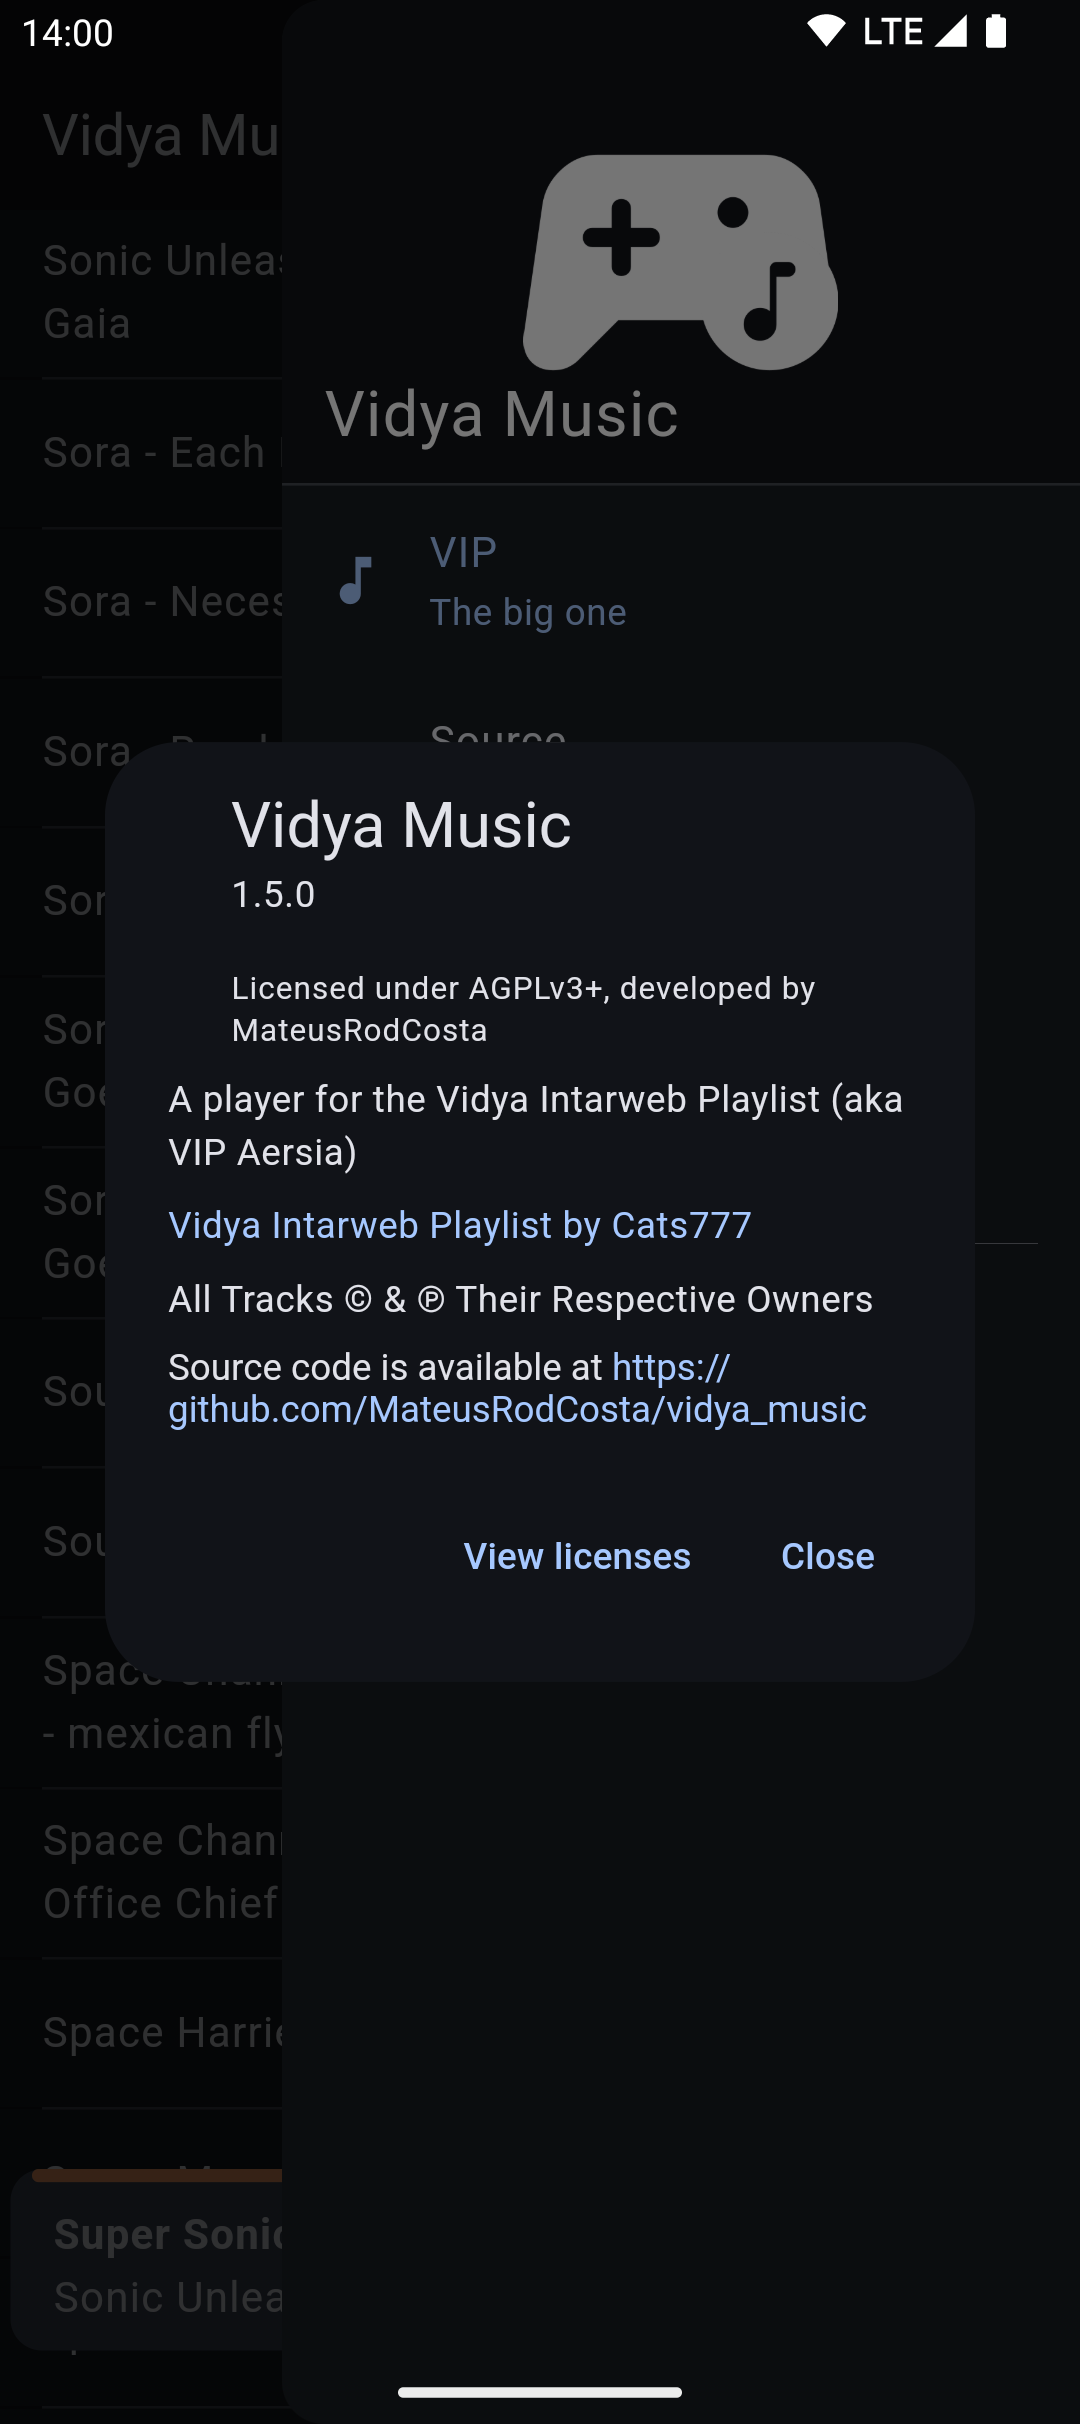 14:00
LTE
Vidya Mu
Sonic Unleas
Gaia
Sora - Each
Sora - Neces
Sora
Sor
Sor
Goe
Sor
Goe
Sou
Sou
Space
- mexican fly
Space Chan
Office Chief
Space Harrie
Super Sonic
Sonic Unlea
Vidya Music
VIP
The big one
Source
Vidya Music
1.5.0
Licensed under AGPLv3+, developed by
MateusRodCosta
A player for the Vidya Intarweb Playlist (aka
VIP Aersia)
Vidya Intarweb Playlist by Cats777
All Tracks © & ℗ Their Respective Owners
Source code is available at https://
github.com/MateusRodCosta/vidya_music
View licenses
Close